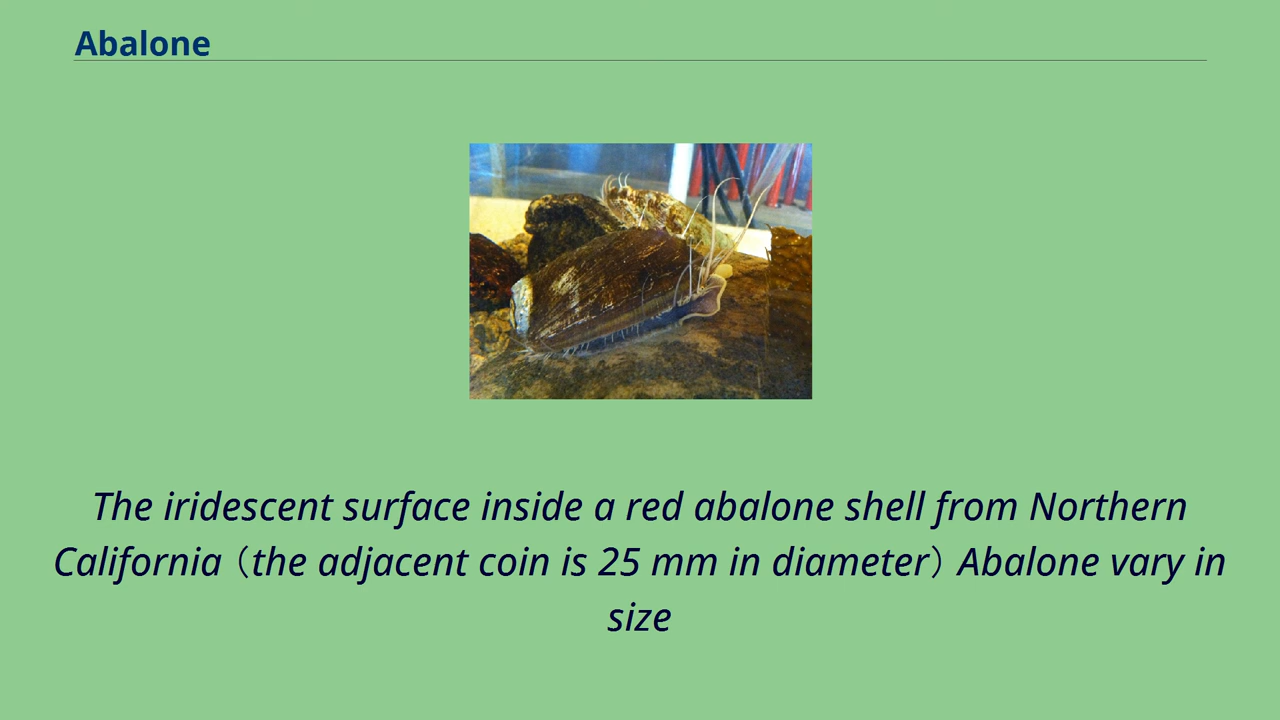 Abalone
The iridescent surface inside a red abalone shell from Northern
California（the adjacent coin is 25 mm in diameter）Abalone vary in
size